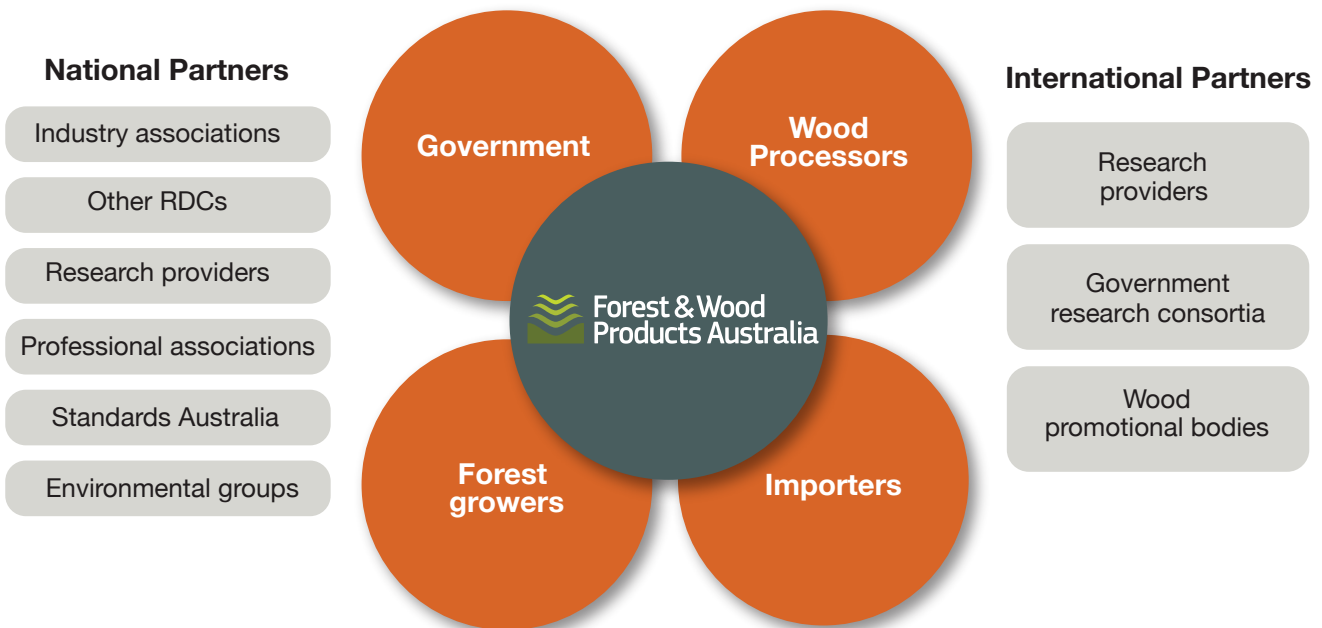 National Partners
Industry associations
Other RDCs
Research providers
Professional associations
Standards Australia
Environmental groups
Government
Wood
Processors
Forest & Wood
Products Australia
Forest
growers
Importers
International Partners
Research
providers
Government
research consortia
Wood
promotional bodies